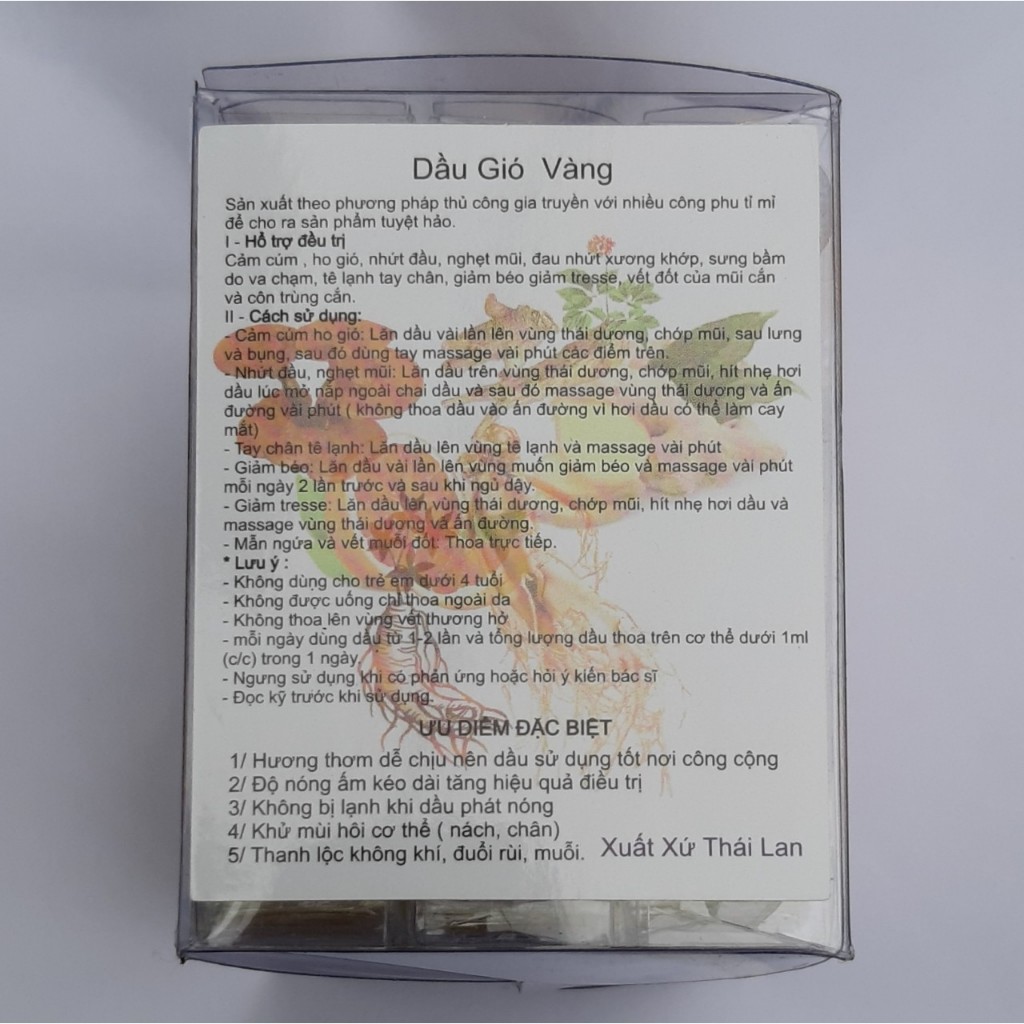 Dầu Gió Vàng
Sản xuất theo phương pháp thủ công gia truyền với nhiều công phu tỉ mỉ
để cho ra sản phẩm tuyệt hảo.
I - Hổ trợ đều trị
Cảm cúm , ho gió, nhứt đầu, nghẹt mũi, đau nhứt xương khớp, sưng bầm
do va chạm, tê lạnh tay chân, giảm béo giảm tresse, vết đốt của mũi cắn
và côn trùng cắn.
II - Cách sử dụng:
- Cảm cúm ho gió: Lăn dầu vài lần lên vùng thái dương, chớp mũi, sau lưng
và bụng, sau đó dùng tay massage vài phút các điểm trên.
- Nhứt đầu, nghẹt mũi: Lăn dầu trên vùng thái dương, chớp mũi, hít nhẹ hơi
dầu lúc mở nắp ngoài chai dầu và sau đó massage vùng thái dương và ấn
đường vài phút ( không thoa dầu vào ấn đường vì hơi dầu có thể làm cay
mắt)
- Tay chân tê lạnh: Lăn dầu lên vùng tê lạnh và massage vài phút
- Giảm béo: Lăn dầu vài lần lên vùng muốn giảm béo và massage vài phút
mỗi ngày 2 lần trước và sau khi ngủ dậy.
- Giảm tresse: Lăn dầu lên vùng thái dương, chớp mũi, hít nhẹ hơi dầu và
massage vùng thái dương và ấn đường.
- Mẫn ngứa và vết muỗi đốt: Thoa trực tiếp.
* Lưu ý :
- Không dùng cho trẻ em dưới 4 tuổi
- Không được uống chỉ thoa ngoài da
- Không thoa lên vùng vết thương hở
- mỗi ngày dùng dầu từ 1-2 lần và tổng lượng dầu thoa trên cơ thể dưới 1ml
(c/c) trong 1 ngày.
- Ngưng sử dụng khi có phản ứng hoặc hỏi ý kiến bác sĩ
- Đọc kỹ trước khi sử dụng.
ƯU DIỂM ĐẶC BIỆT
1/ Hương thơm dễ chịu nên dầu sử dụng tốt nơi công cộng
2/ Độ nóng ấm kéo dài tăng hiệu quả điều trị
3/ Không bị lạnh khi dầu phát nóng
4/ Khử mùi hôi cơ thể ( nách, chân)
5/ Thanh lộc không khí, đuổi rùi, muỗi.
Xuất Xứ Thái Lan